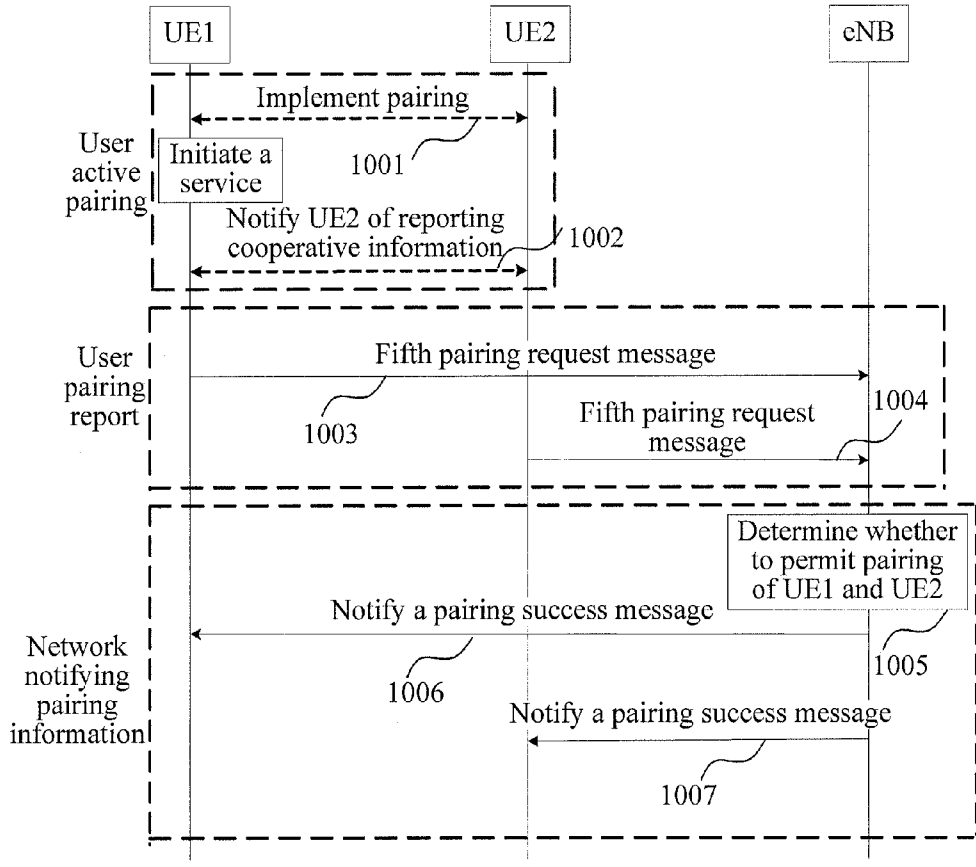 UE1
UE2
eNB
Implement pairing
1001
User
active
pairing
Initiate a
service
Notify UE2 of reporting
cooperative information
1002
User
pairing
report
Fifth pairing request message
1003
Fifth pairing request
message
1004
Determine whether
to permit pairing
of UE1 and UE2
Notify a pairing success message
1005
1006
Network
notifying
pairing
information
Notify a pairing success message
1007